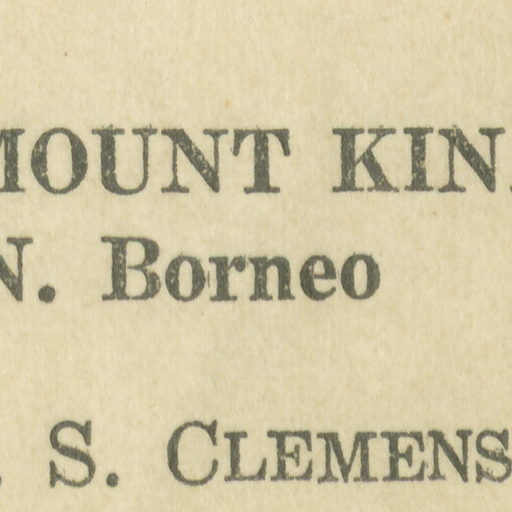 MOUNT KIN
N. Borneo
. S. CLEMENS